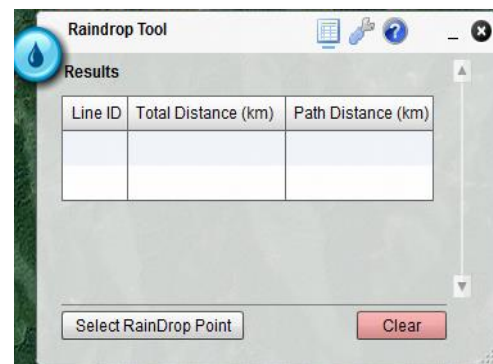 Raindrop Tool
Results
Line ID Total Distance (km) Path Distance (km)
Select RainDrop Point Clear